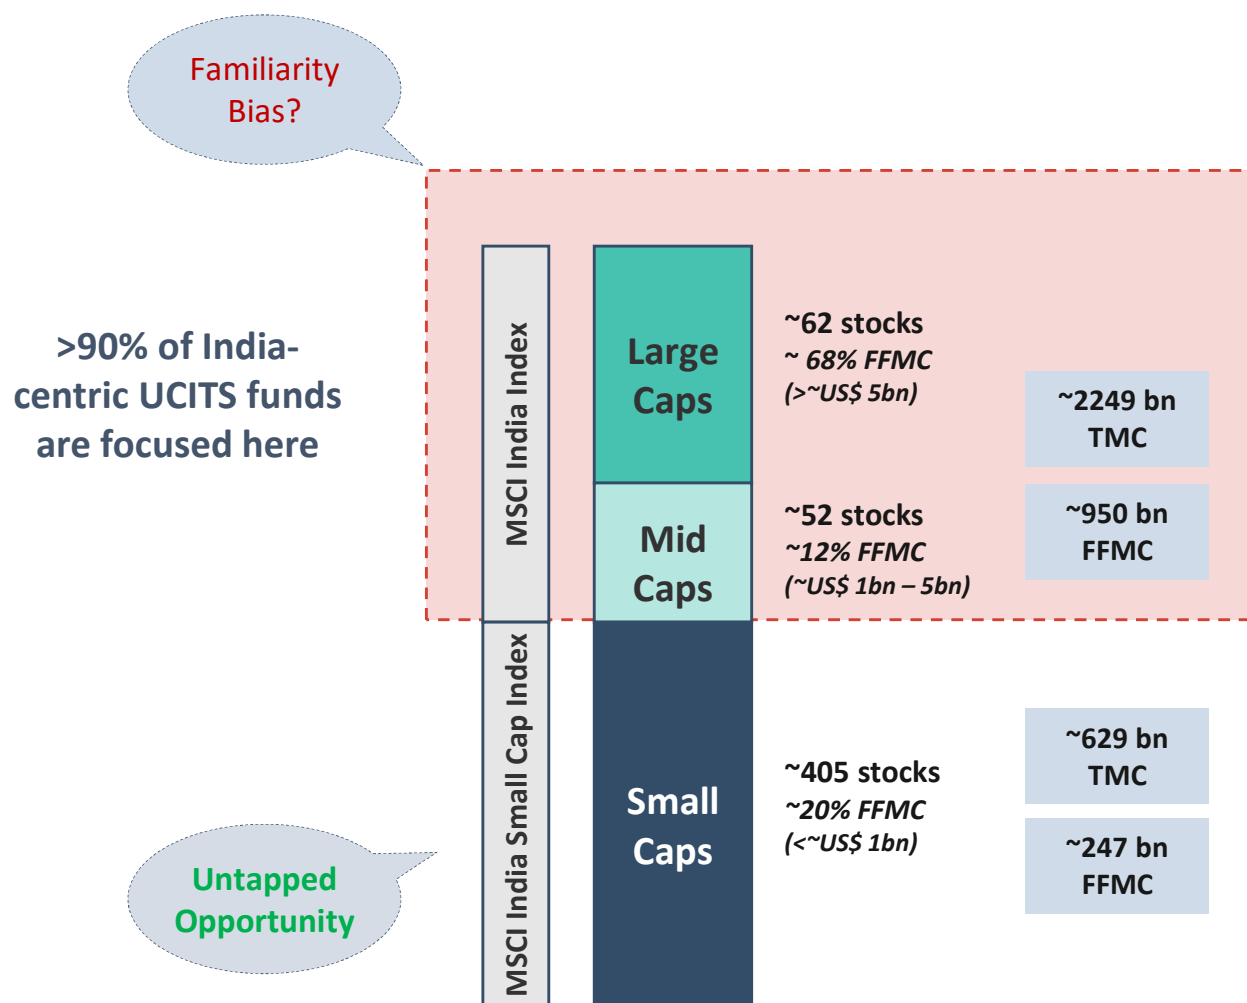 Familiarity
Bias?
>90% of India-
centric UCITS funds
are focused here
MSCI India Index
Large
Caps
~62 stocks
~ 68% FFMC
(>~US$ 5bn)
~2249 bn
TMC
Mid
Caps
~52 stocks
~12% FFMC
(~US$ 1bn – 5bn)
~950 bn
FFMC
MSCI India Small Cap Index
Small
Caps
~405 stocks
~20% FFMC
(<~US$ 1bn)
~629 bn
TMC
~247 bn
FFMC
Untapped
Opportunity